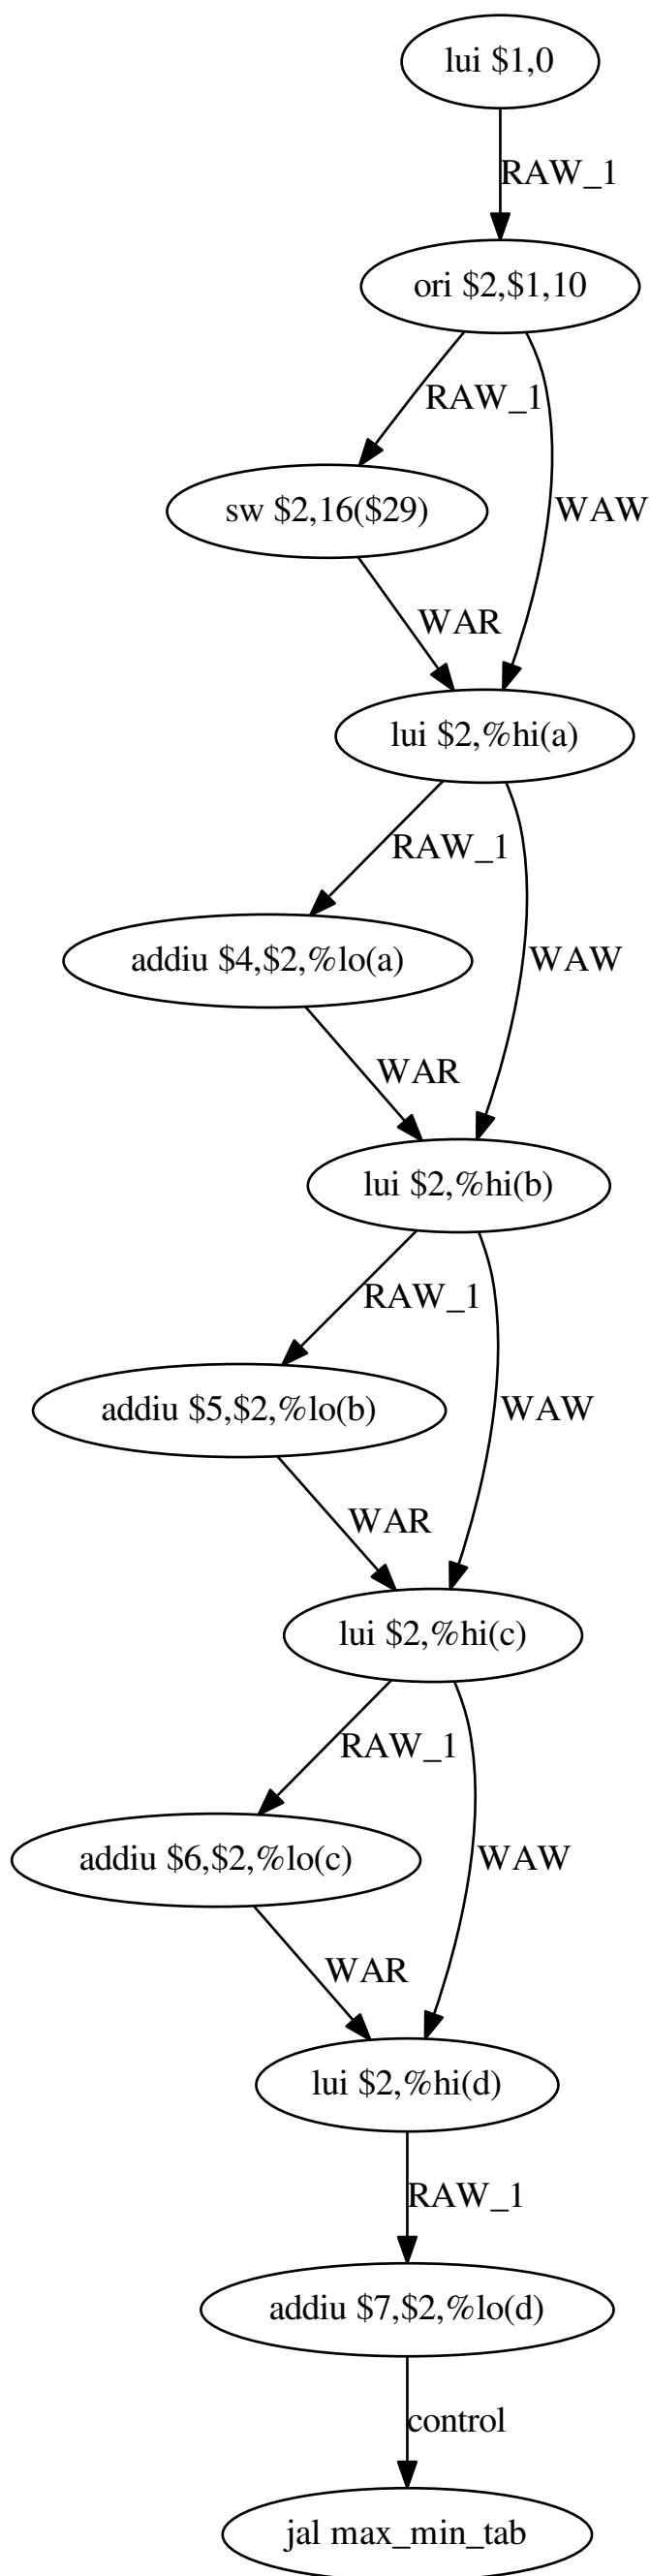 lui $1,0
RAW_1
ori $2,$1,10
RAW_1
sw $2,16($29)
WAW
WAR
lui $2,%hi(a)
RAW_1
addiu $4,$2,%lo(a)
WAW
WAR
lui $2,%hi(b)
RAW_1
addiu $5,$2,%lo(b)
WAW
WAR
lui $2,%hi(c)
RAW_1
addiu $6,$2,%lo(c)
WAW
WAR
lui $2,%hi(d)
RAW_1
addiu $7,$2,%lo(d)
control
jal max_min_tab